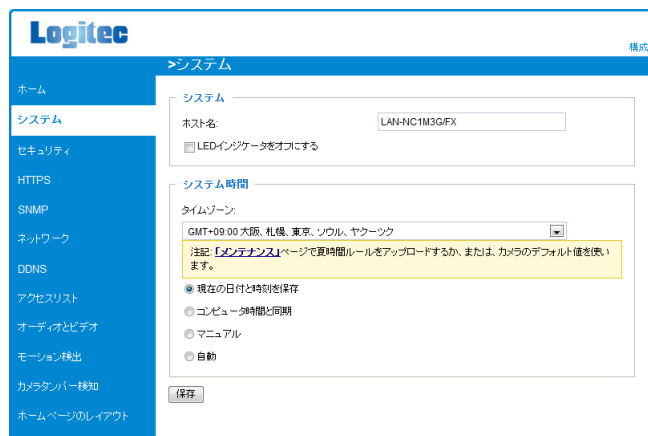 Logitec
構成
>システム
ホーム
システム
セキュリティ
HTTPS
SNMP
ネットワーク
DDNS
アクセスリスト
オーディオとビデオ
モーション検出
カメラタンパー検知
ホームページのレイアウト
システム
ホスト名:
LAN-NC1M3G/FX
LEDインジケータをオフにする
システム時間
タイムゾーン:
GMT+09:00 大阪、札幌、東京、ソウル、ヤクーツク
注記:「メンテナンス」ページで夏時間ルールをアップロードするか、または、カメラのデフォルト値を使い
ます。
現在の日付と時刻を保存
コンピュータ時間と同期
マニュアル
自動
保存